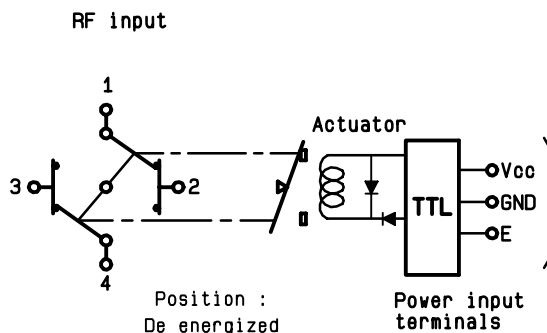 RF input
1
Actuator
3
2
TTL
Vcc
GND
E
4
Position :
De energized
Power input
terminals